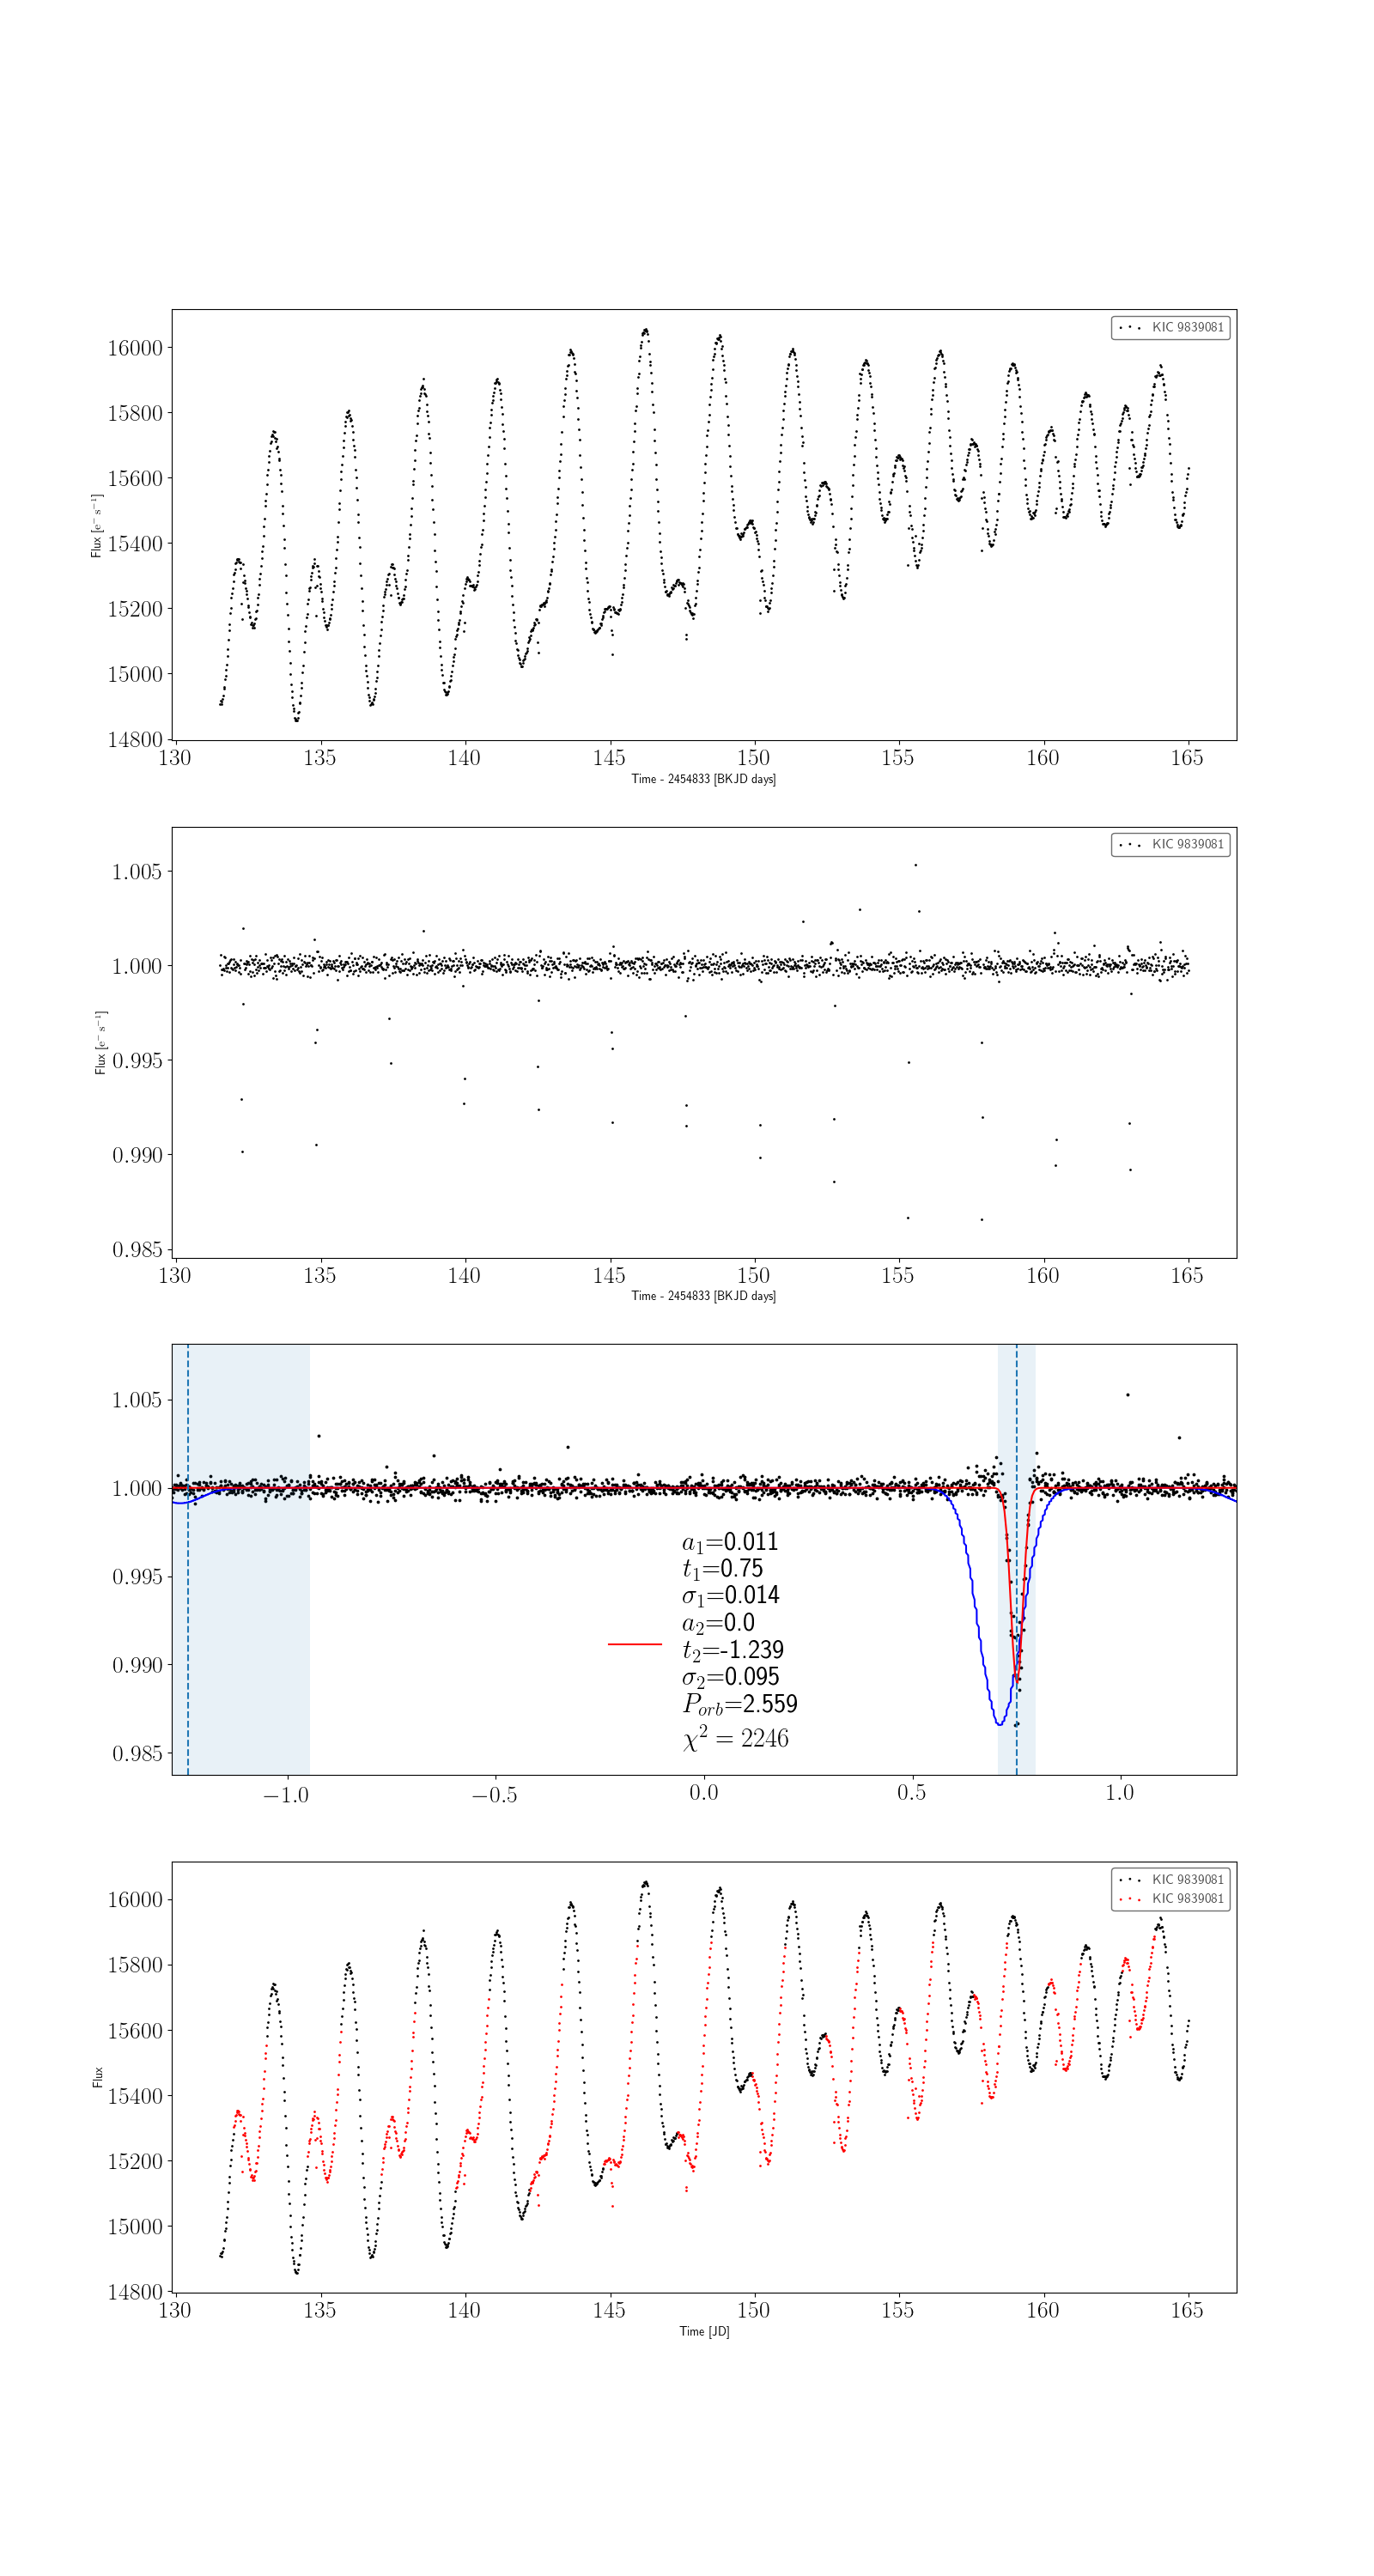 KIC 9839081
16000
15800
15600
15400
15200
15000
14800
Flux [e⁻ s⁻¹]
130 135 140 145 150 155 160 165
Time - 2454833 [BKJD days]
KIC 9839081
1.005
1.000
0.995
0.990
0.985
Flux [e⁻ s⁻¹]
130 135 140 145 150 155 160 165
Time - 2454833 [BKJD days]
1.005
1.000
0.995
0.990
0.985
a₁=0.011
t₁=0.75
σ₁=0.014
a₂=0.0
t₂=-1.239
σ₂=0.095
P_orb=2.559
χ² = 2246
−1.0 −0.5 0.0 0.5 1.0
KIC 9839081
KIC 9839081
16000
15800
15600
15400
15200
15000
14800
Flux
130 135 140 145 150 155 160 165
Time [JD]